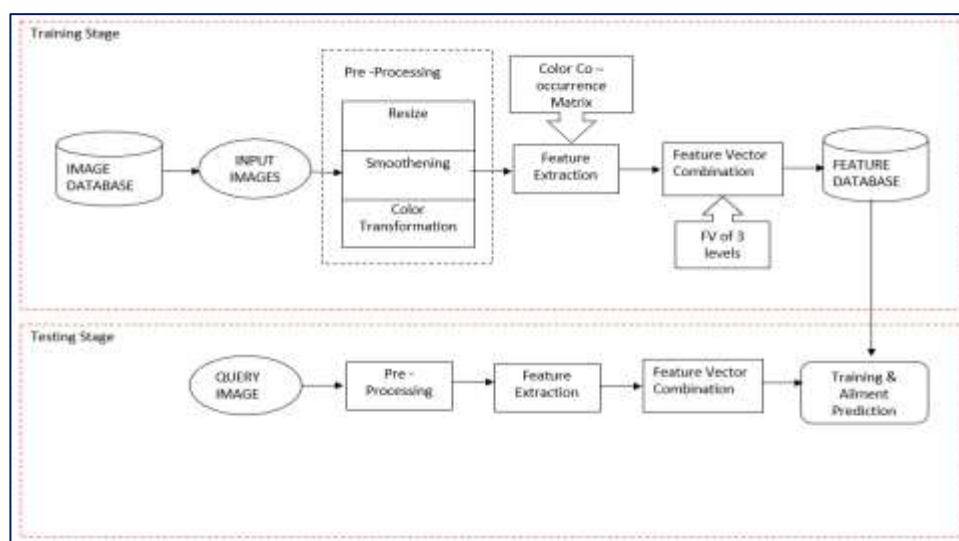 Training Stage
Pre -Processing
Resize
Smoothening
Color
Transformation
IMAGE
DATABASE
INPUT
IMAGES
Color Co –
occurrence
Matrix
Feature
Extraction
Feature Vector
Combination
FV of 3
levels
FEATURE
DATABASE
Testing Stage
QUERY
IMAGE
Pre -
Processing
Feature
Extraction
Feature Vector
Combination
Training &
Ailment
Prediction